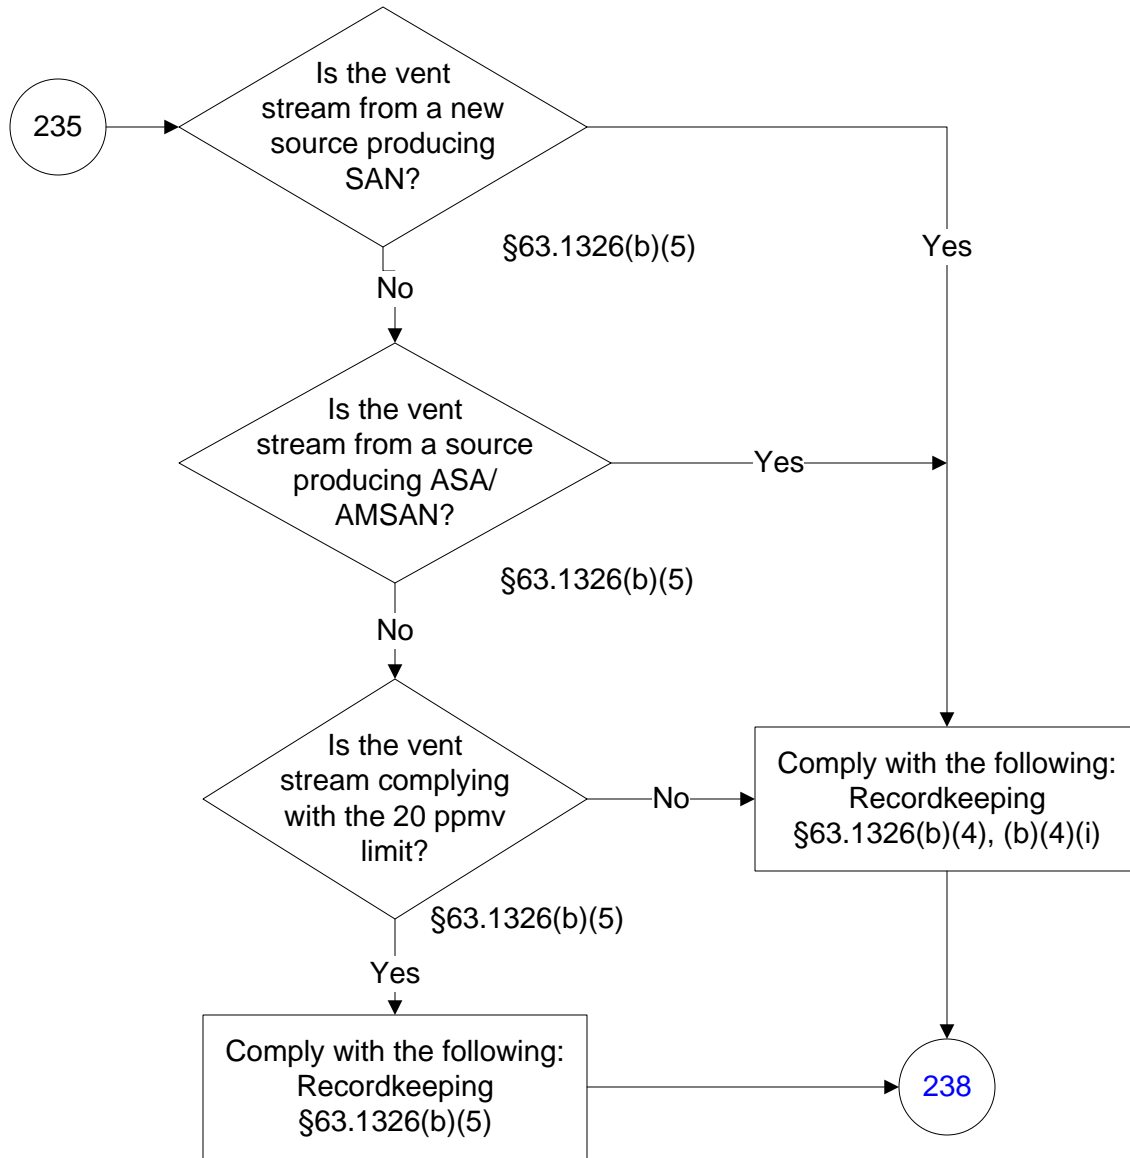 Is the vent
stream from a new
source producing
SAN?
235
§63.1326(b)(5)
Yes
No
Is the vent
stream from a source
producing ASA/
AMSAN?
Yes
§63.1326(b)(5)
No
Is the vent
stream complying
with the 20 ppmv
limit?
No
Comply with the following:
Recordkeeping
§63.1326(b)(4), (b)(4)(i)
§63.1326(b)(5)
Yes
Comply with the following:
Recordkeeping
§63.1326(b)(5)
238